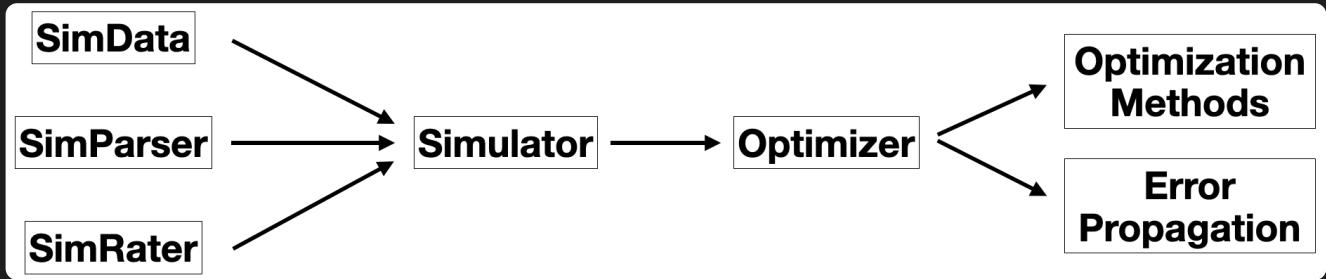 SimData
SimParser
SimRater
Simulator
Optimizer
Optimization
Methods
Error
Propagation